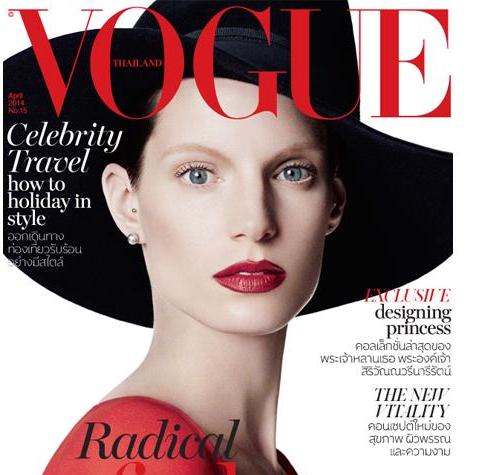 VOGUE
THAILAND
April
2014
No.15
Celebrity
Travel
how to
holiday in
style
ออกเดินทาง
ท่องเที่ยวรับร้อน
อย่างมีสไตล์
EXCLUSIVE
designing
princess
คอลเล็กชั่นล่าสุดของ
พระเจ้าหลานเธอ พระองค์เจ้า
สิริวัณณวรีนารีรัตน์
THE NEW
VITALITY
คอนเซปต์ใหม่ของ
สุขภาพ ผิวพรรณ
และความงาม
Radical